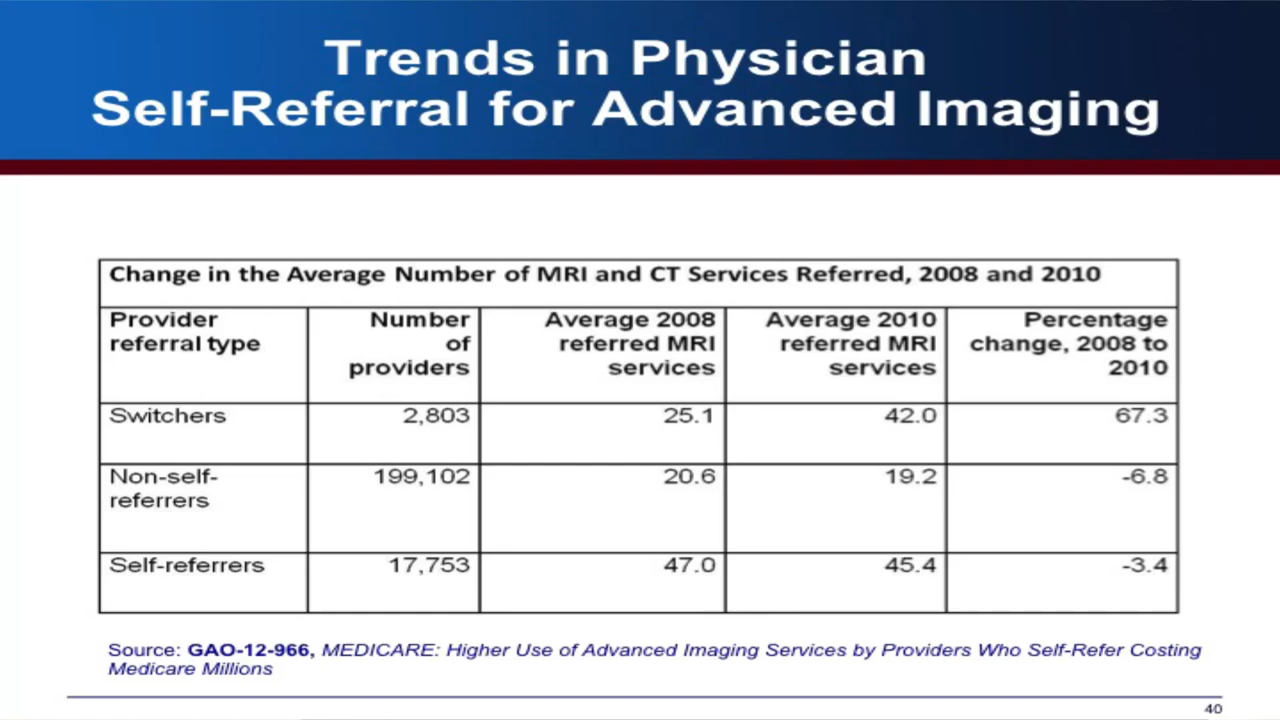 Trends in Physician
Self-Referral for Advanced Imaging
Change in the Average Number of MRI and CT Services Referred, 2008 and 2010
Provider referral type
Number of providers
Average 2008 referred MRI services
Average 2010 referred MRI services
Percentage change, 2008 to 2010
Switchers 2,803 25.1 42.0 67.3
Non-self-referrers 199,102 20.6 19.2 -6.8
Self-referrers 17,753 47.0 45.4 -3.4
Source: GAO-12-966, MEDICARE: Higher Use of Advanced Imaging Services by Providers Who Self-Refer Costing
Medicare Millions
40